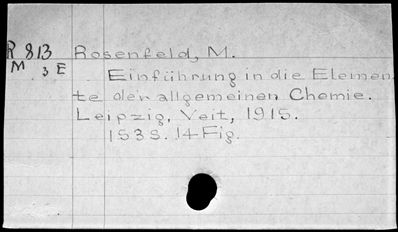 R 813 Rosenfeld, M.
M .3 E
Einführung in die Elemen
te der allgemeinen Chemie.
Leipzig, Veit, 1915.
153 S. 14 Fig.